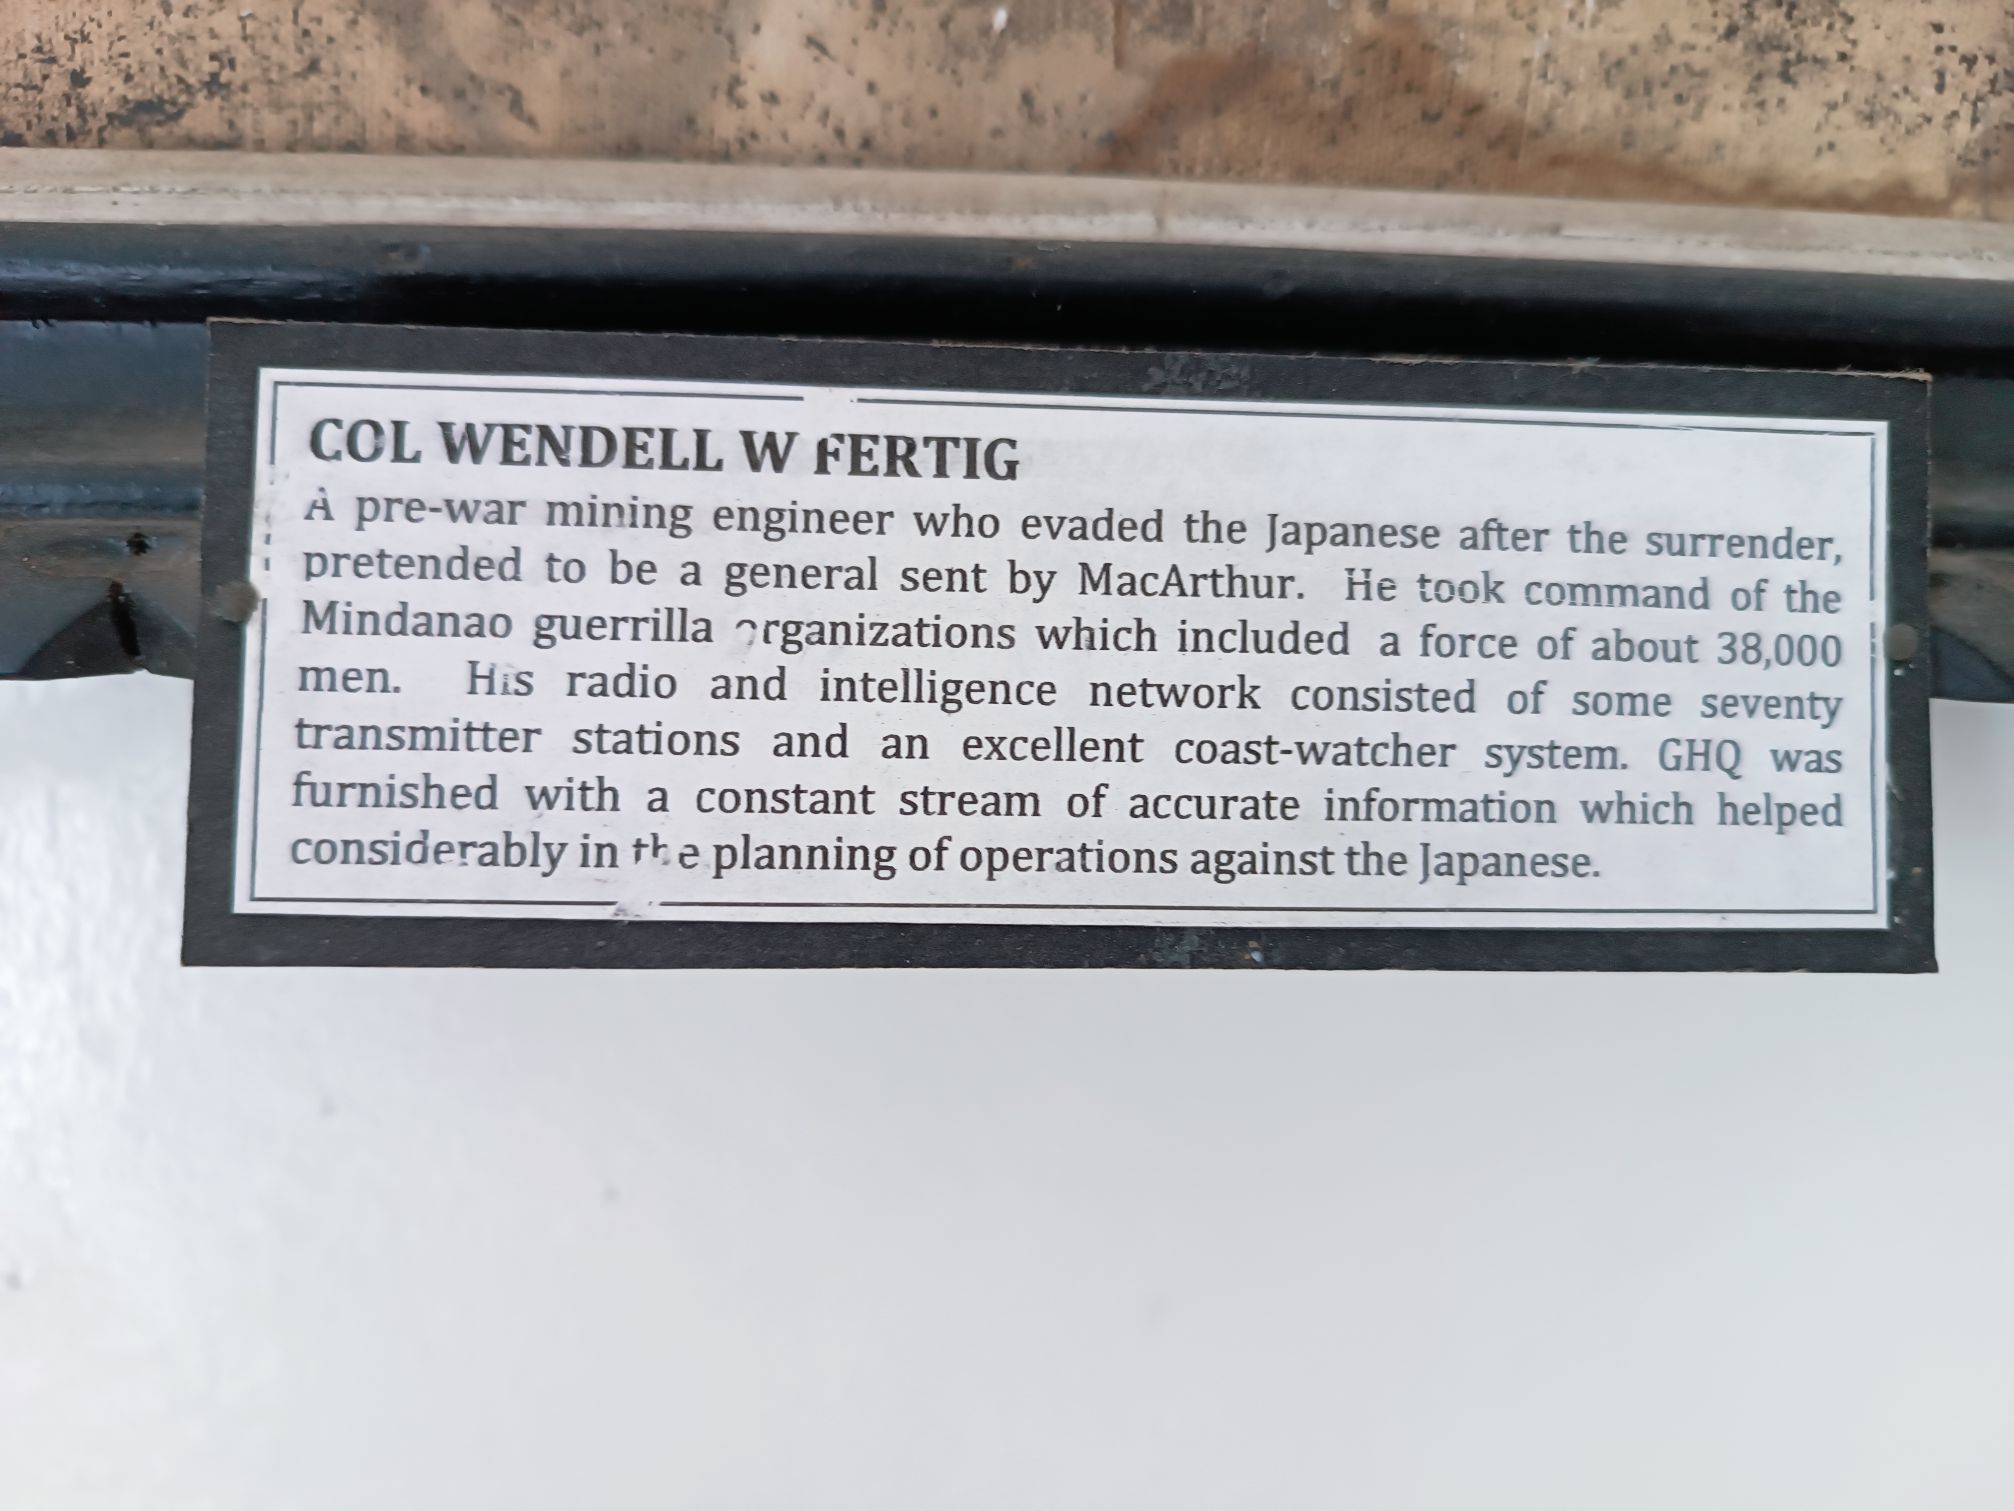 COL WENDELL W FERTIG
A pre-war mining engineer who evaded the Japanese after the surrender,
pretended to be a general sent by MacArthur. He took command of the
Mindanao guerrilla organizations which included a force of about 38,000
men. His radio and intelligence network consisted of some seventy
transmitter stations and an excellent coast-watcher system. GHQ was
furnished with a constant stream of accurate information which helped
considerably in the planning of operations against the Japanese.